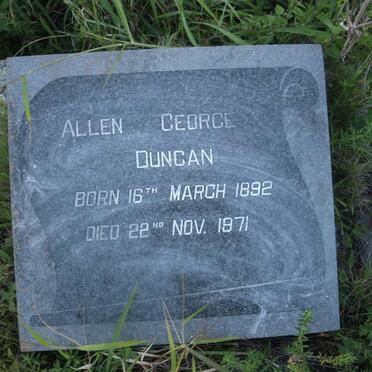 ALLEN GEORGE
DUNCAN
BORN 16TH MARCH 1892
DIED 22ND NOV. 1971